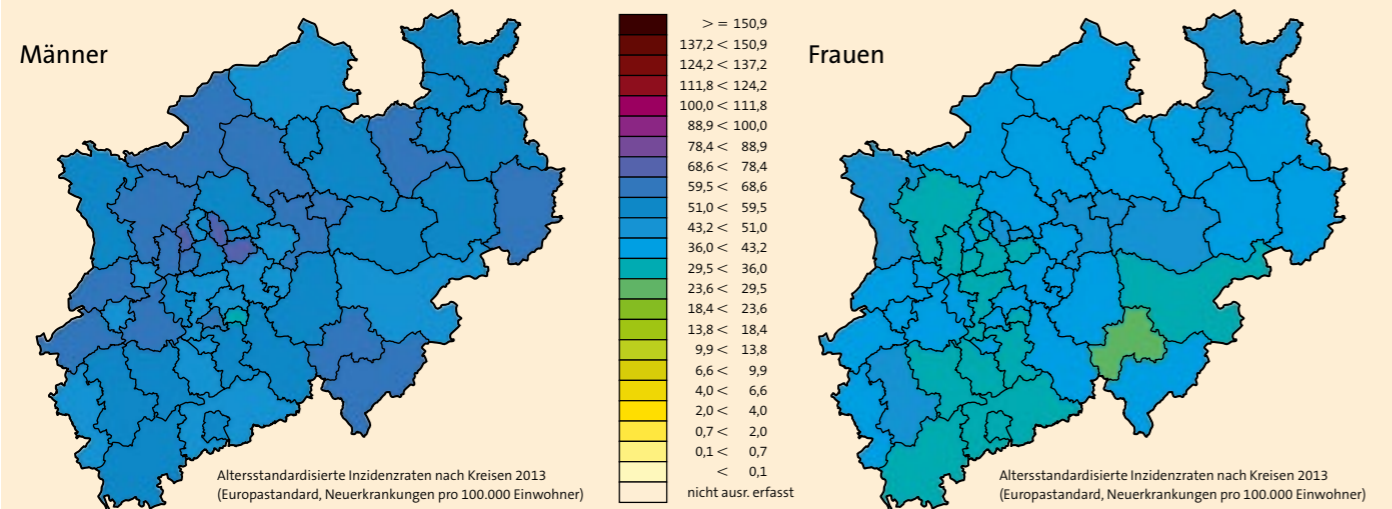 Männer
> = 150,9
137,2 < 150,9
124,2 < 137,2
111,8 < 124,2
100,0 < 111,8
88,9 < 100,0
78,4 < 88,9
68,6 < 78,4
59,5 < 68,6
51,0 < 59,5
43,2 < 51,0
36,0 < 43,2
29,5 < 36,0
23,6 < 29,5
18,4 < 23,6
13,8 < 18,4
9,9 < 13,8
6,6 < 9,9
4,0 < 6,6
2,0 < 4,0
0,7 < 2,0
0,1 < 0,7
< 0,1
nicht ausr. erfasst
Frauen
Altersstandardisierte Inzidenzraten nach Kreisen 2013
(Europastandard, Neuerkrankungen pro 100.000 Einwohner)
Altersstandardisierte Inzidenzraten nach Kreisen 2013
(Europastandard, Neuerkrankungen pro 100.000 Einwohner)